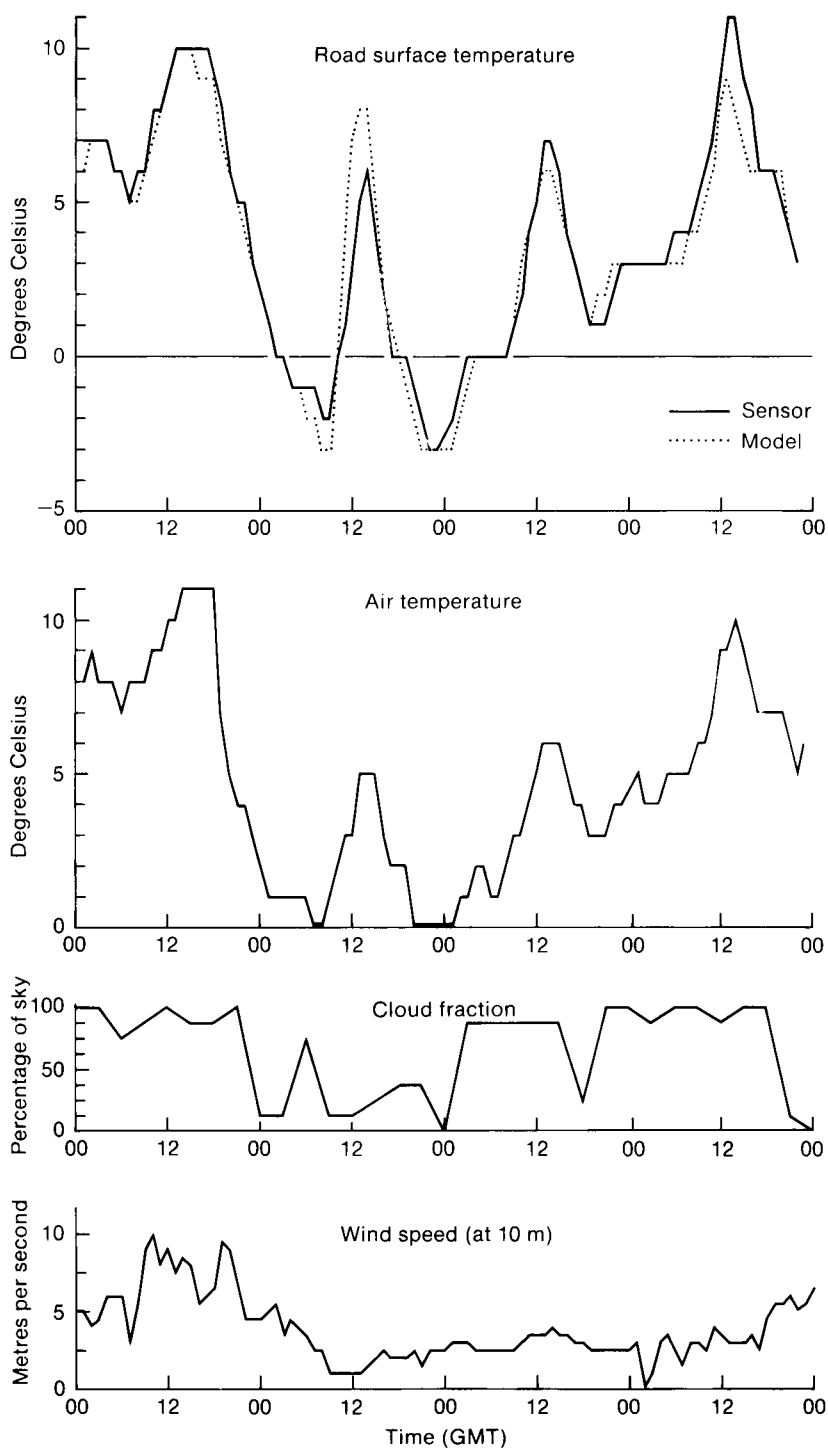 Road surface temperature
10
5
0
−5
Degrees Celsius
Sensor
Model
00 12 00 12 00 12 00 12 00
Air temperature
10
5
0
Degrees Celsius
00 12 00 12 00 12 00 12 00
Cloud fraction
100
50
0
Percentage of sky
00 12 00 12 00 12 00 12 00
Wind speed (at 10 m)
10
5
0
Metres per second
00 12 00 12 00 12 00 12 00
Time (GMT)